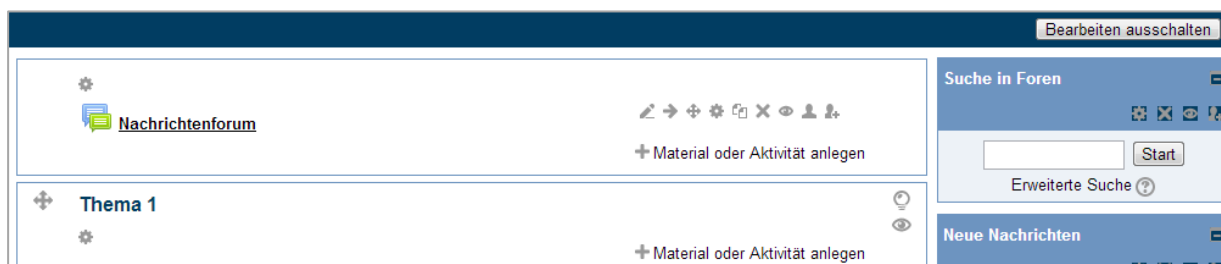 Bearbeiten ausschalten
Nachrichtenforum
Material oder Aktivität anlegen
Thema 1
Material oder Aktivität anlegen
Suche in Foren
Start
Erweiterte Suche ?
Neue Nachrichten